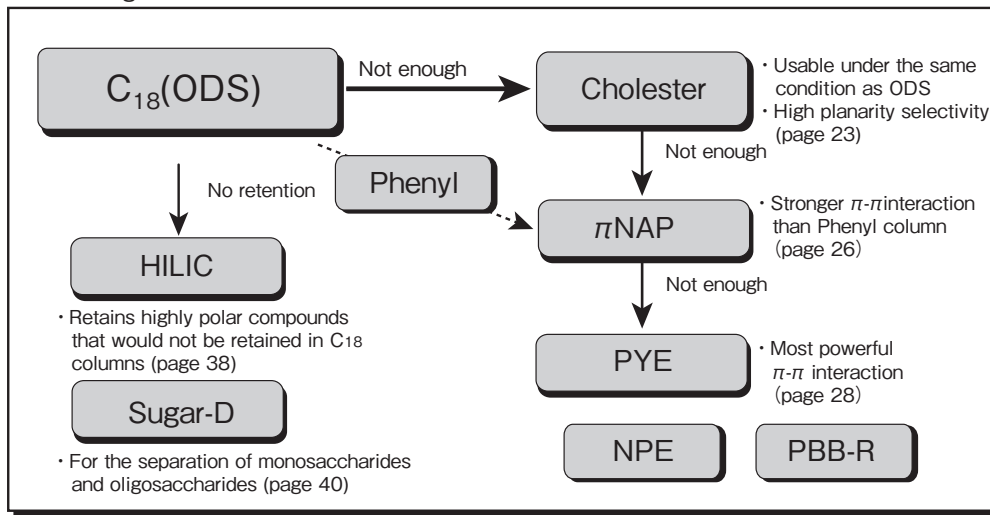 C18(ODS)
Not enough
Cholester
・Usable under the same
condition as ODS
・High planarity selectivity
(page 23)
Not enough
No retention
Phenyl
πNAP
・Stronger π-πinteraction
than Phenyl column
(page 26)
Not enough
HILIC
・Retains highly polar compounds
that would not be retained in C18
columns (page 38)
PYE
・Most powerful
π-π interaction
(page 28)
Sugar-D
・For the separation of monosaccharides
and oligosaccharides (page 40)
NPE
PBB-R